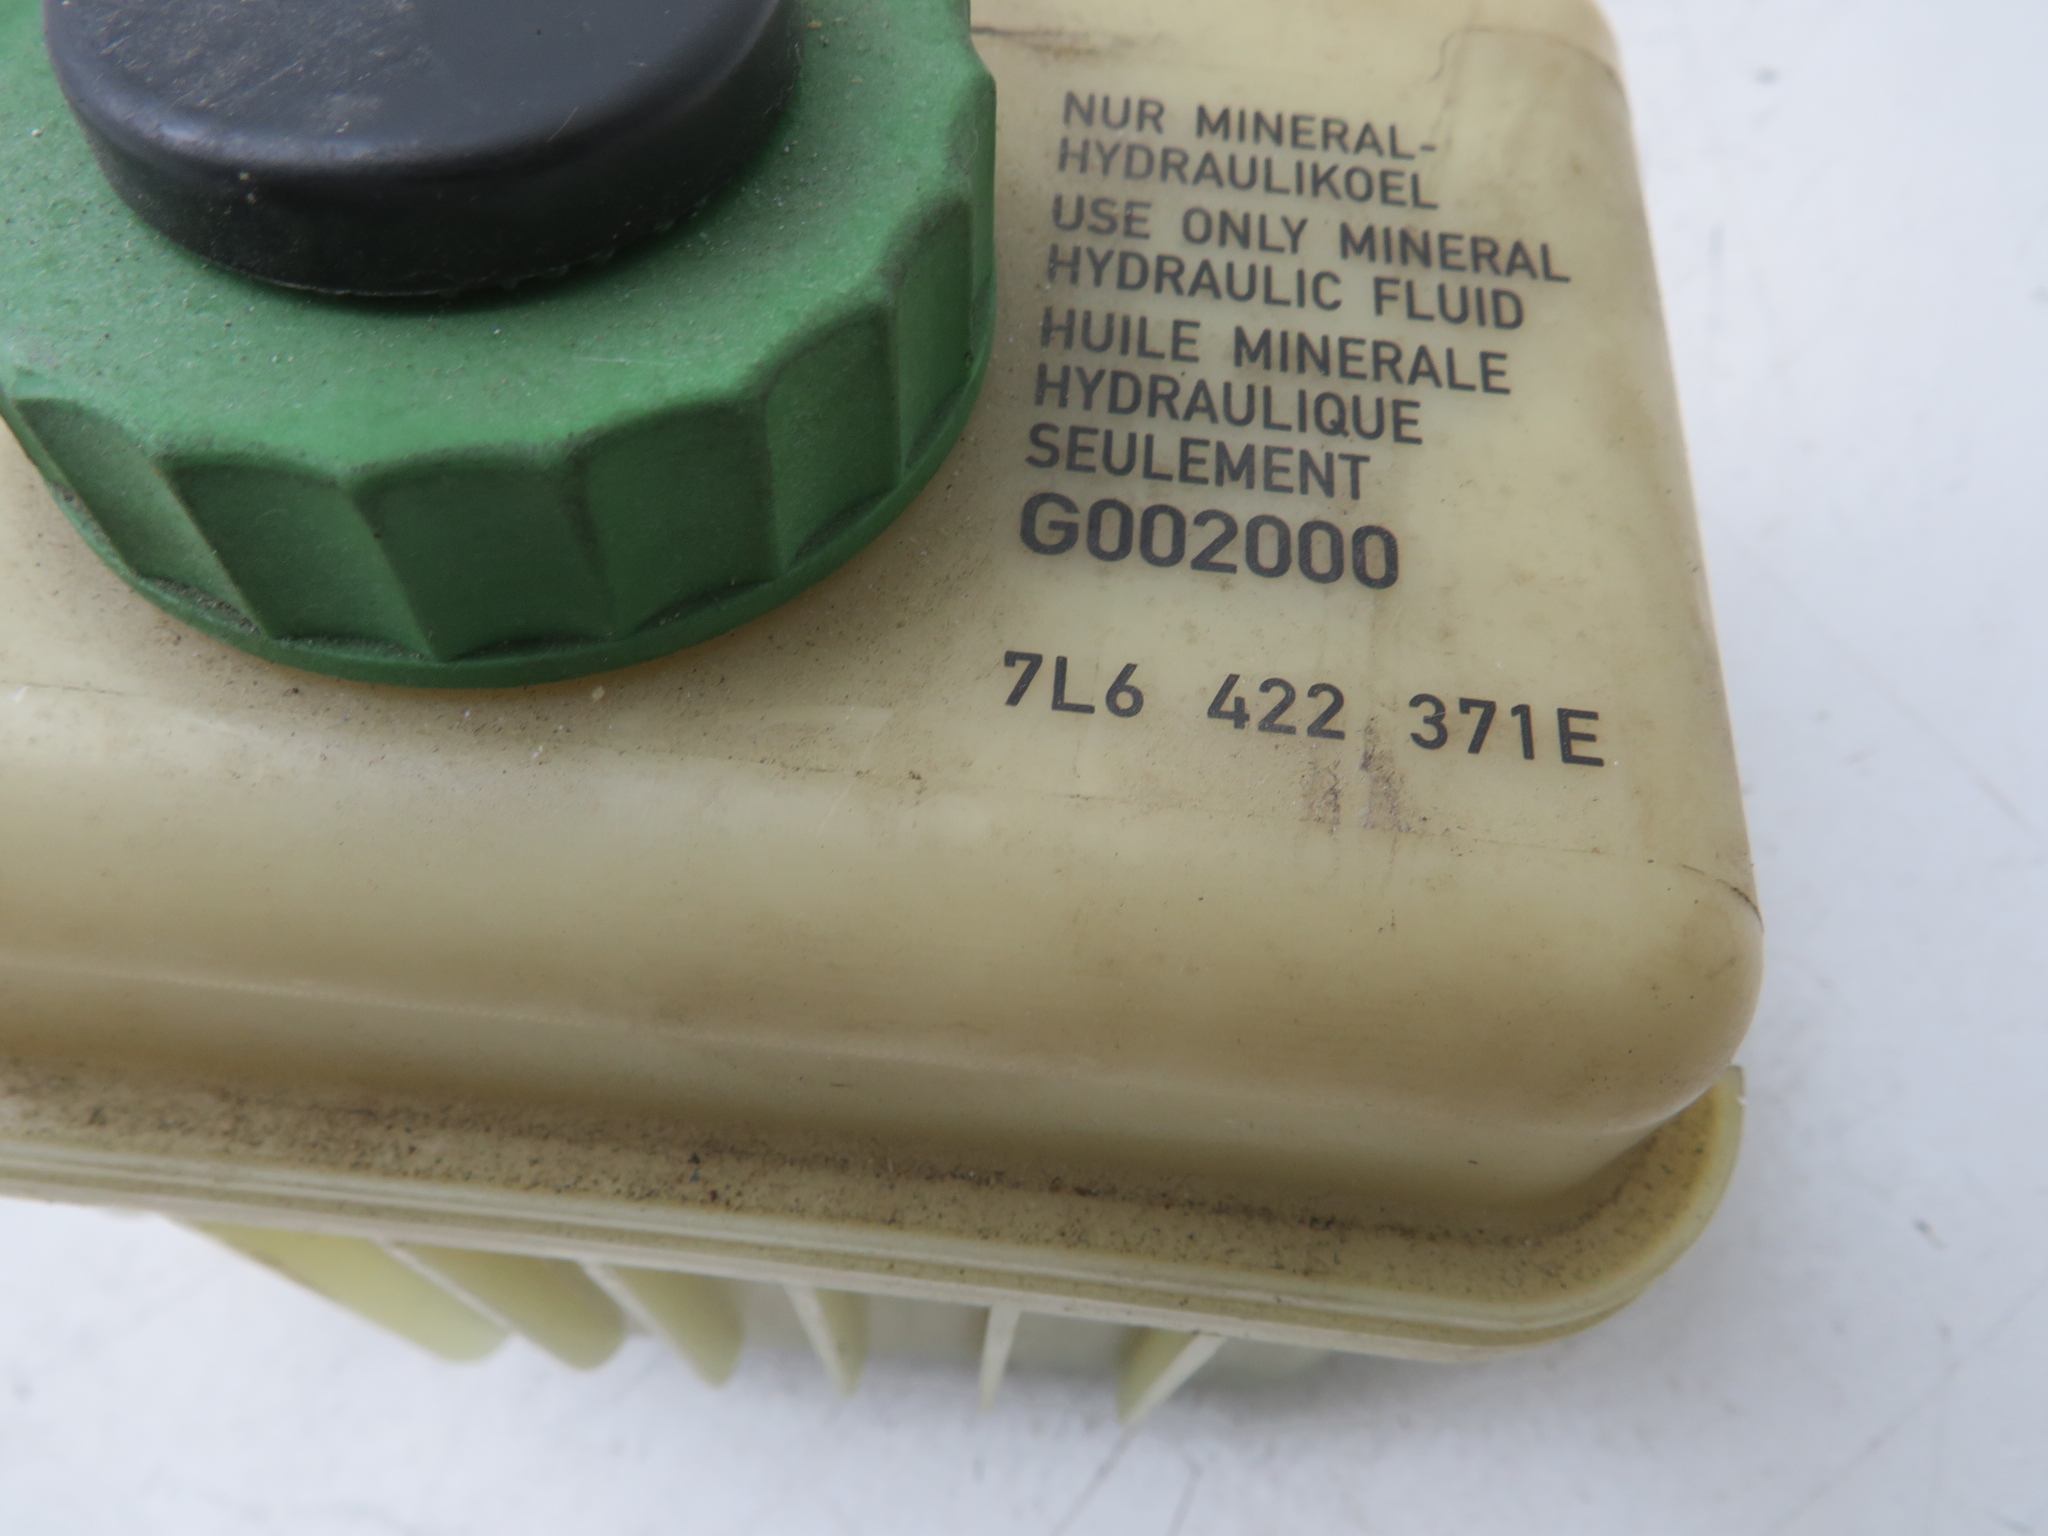 NUR MINERAL-
HYDRAULIKOEL
USE ONLY MINERAL
HYDRAULIC FLUID
HUILE MINERALE
HYDRAULIQUE
SEULEMENT
G002000
7L6 422 371E